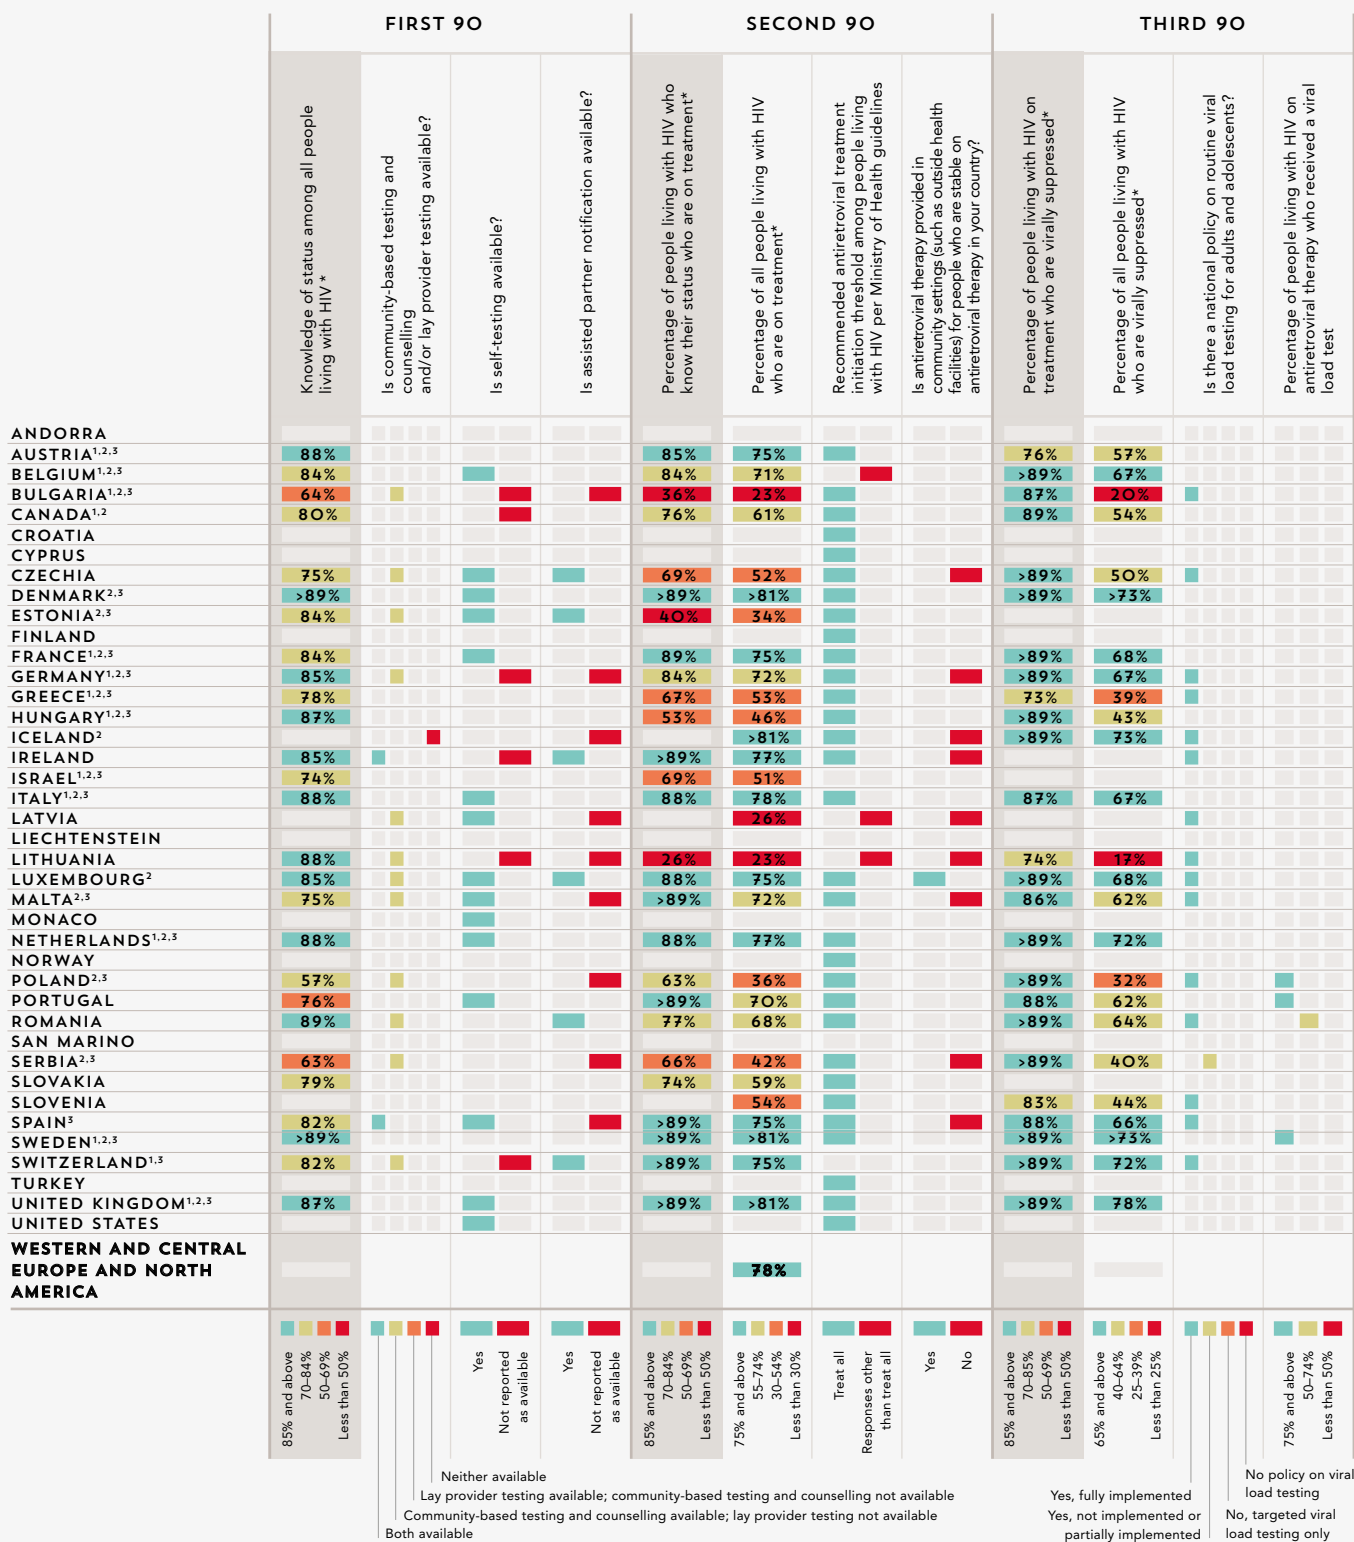 FIRST 90
SECOND 90
THIRD 90
Knowledge of status among all people
living with HIV *
Is community-based testing and
counselling
and/or lay provider testing available?
Is self-testing available?
Is assisted partner notification available?
Percentage of people living with HIV who
know their status who are on treatment*
Percentage of all people living with HIV
who are on treatment*
Recommended antiretroviral treatment
initiation threshold among people living
with HIV per Ministry of Health guidelines
Is antiretroviral therapy provided in
community settings (such as outside health
facilities) for people who are stable on
antiretroviral therapy in your country?
Percentage of people living with HIV on
treatment who are virally suppressed*
Percentage of all people living with HIV
who are virally suppressed*
Is there a national policy on routine viral
load testing for adults and adolescents?
Percentage of people living with HIV on
antiretroviral therapy who received a viral
load test
ANDORRA
AUSTRIA1,2,3 88% 85% 75% 76% 57%
BELGIUM1,2,3 84% 84% 71% >89% 67%
BULGARIA1,2,3 64% 36% 23% 87% 20%
CANADA1,2 80% 76% 61% 89% 54%
CROATIA
CYPRUS
CZECHIA 75% 69% 52% >89% 50%
DENMARK2,3 >89% >89% >81% >89% >73%
ESTONIA2,3 84% 40% 34%
FINLAND
FRANCE1,2,3 84% 89% 75% >89% 68%
GERMANY1,2,3 85% 84% 72% >89% 67%
GREECE1,2,3 78% 67% 53% 73% 39%
HUNGARY1,2,3 87% 53% 46% >89% 43%
ICELAND2 >81% >89% 73%
IRELAND 85% >89% 77%
ISRAEL1,2,3 74% 69% 51%
ITALY1,2,3 88% 88% 78% 87% 67%
LATVIA 26%
LIECHTENSTEIN
LITHUANIA 88% 26% 23% 74% 17%
LUXEMBOURG2 85% 88% 75% >89% 68%
MALTA2,3 75% >89% 72% 86% 62%
MONACO
NETHERLANDS1,2,3 88% 88% 77% >89% 72%
NORWAY
POLAND2,3 57% 63% 36% >89% 32%
PORTUGAL 76% >89% 70% 88% 62%
ROMANIA 89% 77% 68% >89% 64%
SAN MARINO
SERBIA2,3 63% 66% 42% >89% 40%
SLOVAKIA 79% 74% 59%
SLOVENIA 54% 83% 44%
SPAIN3 82% >89% 75% 88% 66%
SWEDEN1,2,3 >89% >89% >81% >89% >73%
SWITZERLAND1,3 82% >89% 75% >89% 72%
TURKEY
UNITED KINGDOM1,2,3 87% >89% >81% >89% 78%
UNITED STATES
WESTERN AND CENTRAL
EUROPE AND NORTH
AMERICA
78%
85% and above
70–84%
50–69%
Less than 50%
Yes
Not reported
as available
Yes
Not reported
as available
85% and above
70–84%
50–69%
Less than 50%
75% and above
55–74%
30–54%
Less than 30%
Treat all
Responses other
than treat all
Yes
No
85% and above
70–85%
50–69%
Less than 50%
65% and above
40–64%
25–39%
Less than 25%
75% and above
50–74%
Less than 50%
Neither available
Lay provider testing available; community-based testing and counselling not available
Community-based testing and counselling available; lay provider testing not available
Both available
Yes, fully implemented
Yes, not implemented or
partially implemented
No policy on viral
load testing
No, targeted viral
load testing only